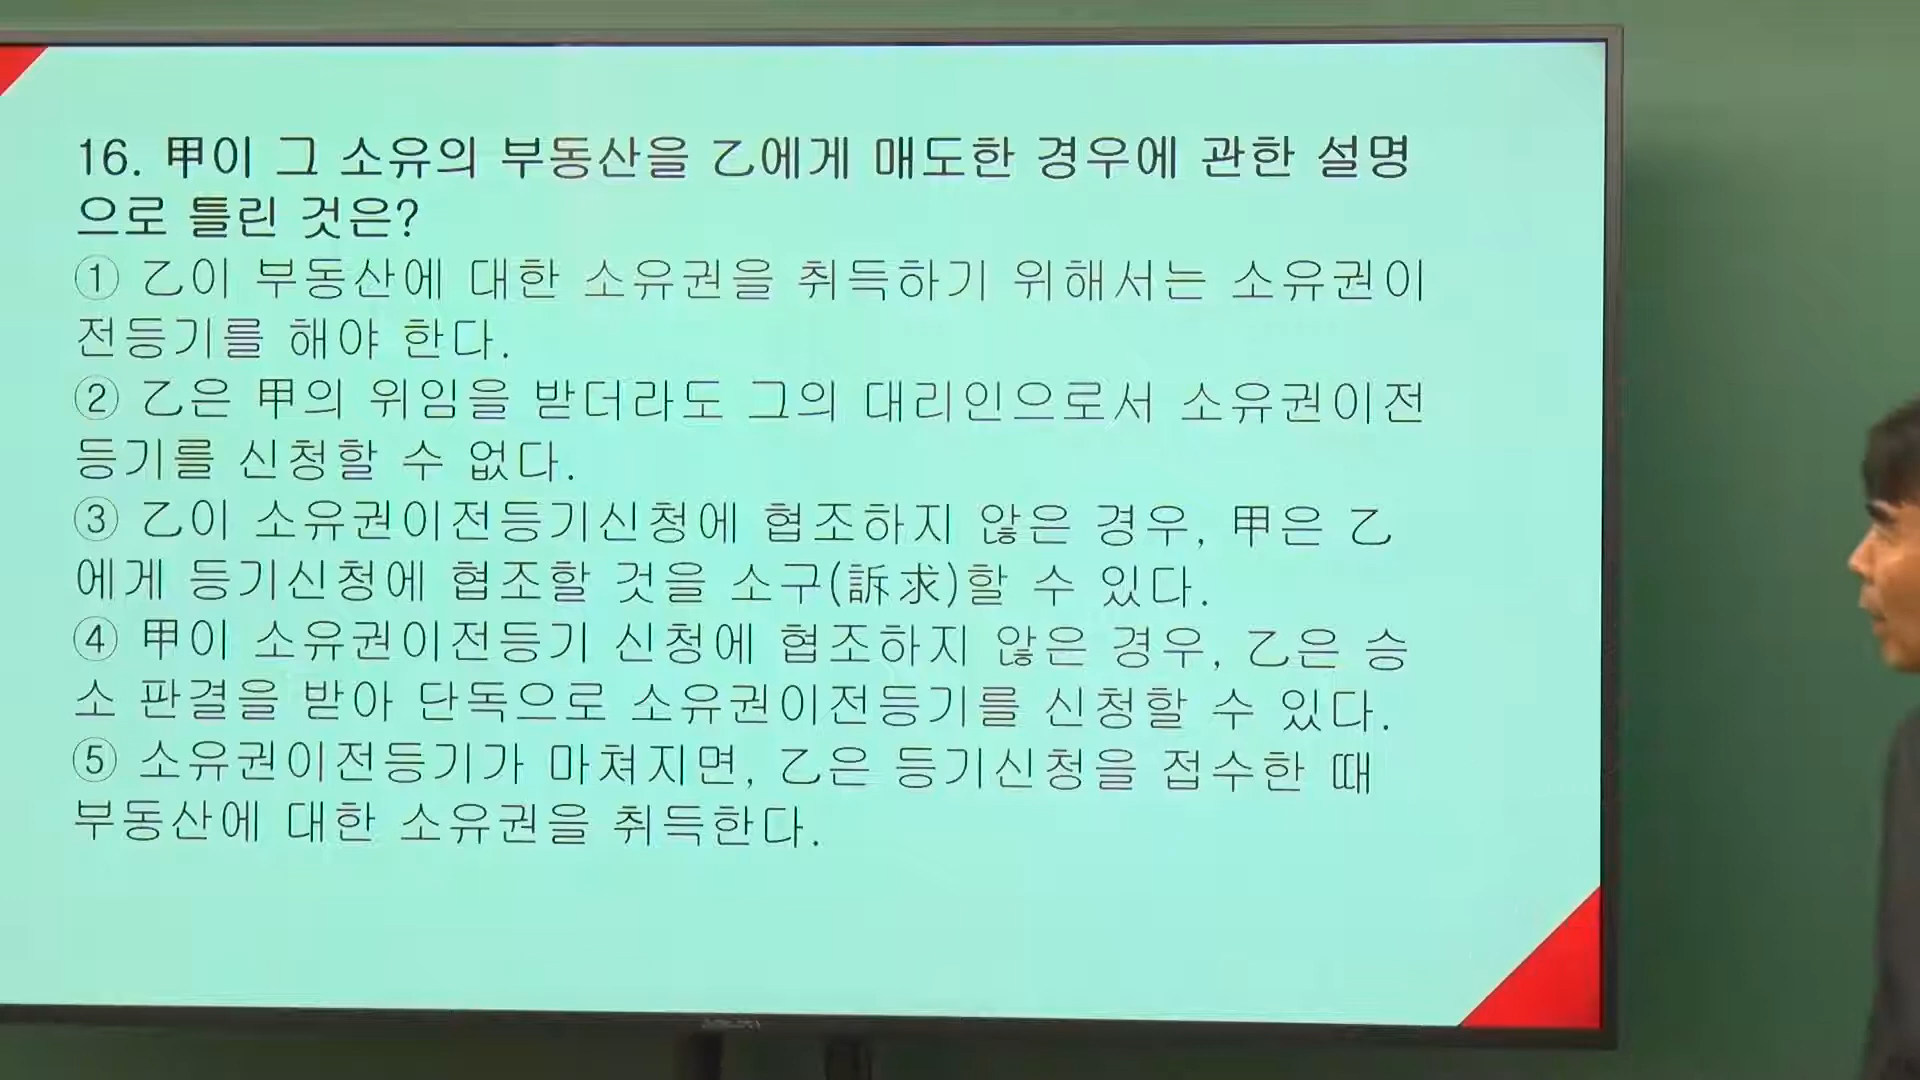 16. 甲이 그 소유의 부동산을 乙에게 매도한 경우에 관한 설명
으로 틀린 것은?
① 乙이 부동산에 대한 소유권을 취득하기 위해서는 소유권이
전등기를 해야 한다.
② 乙은 甲의 위임을 받더라도 그의 대리인으로서 소유권이전
등기를 신청할 수 없다.
③ 乙이 소유권이전등기신청에 협조하지 않은 경우, 甲은 乙
에게 등기신청에 협조할 것을 소구(訴求)할 수 있다.
④ 甲이 소유권이전등기 신청에 협조하지 않은 경우, 乙은 승
소 판결을 받아 단독으로 소유권이전등기를 신청할 수 있다.
⑤ 소유권이전등기가 마쳐지면, 乙은 등기신청을 접수한 때
부동산에 대한 소유권을 취득한다.